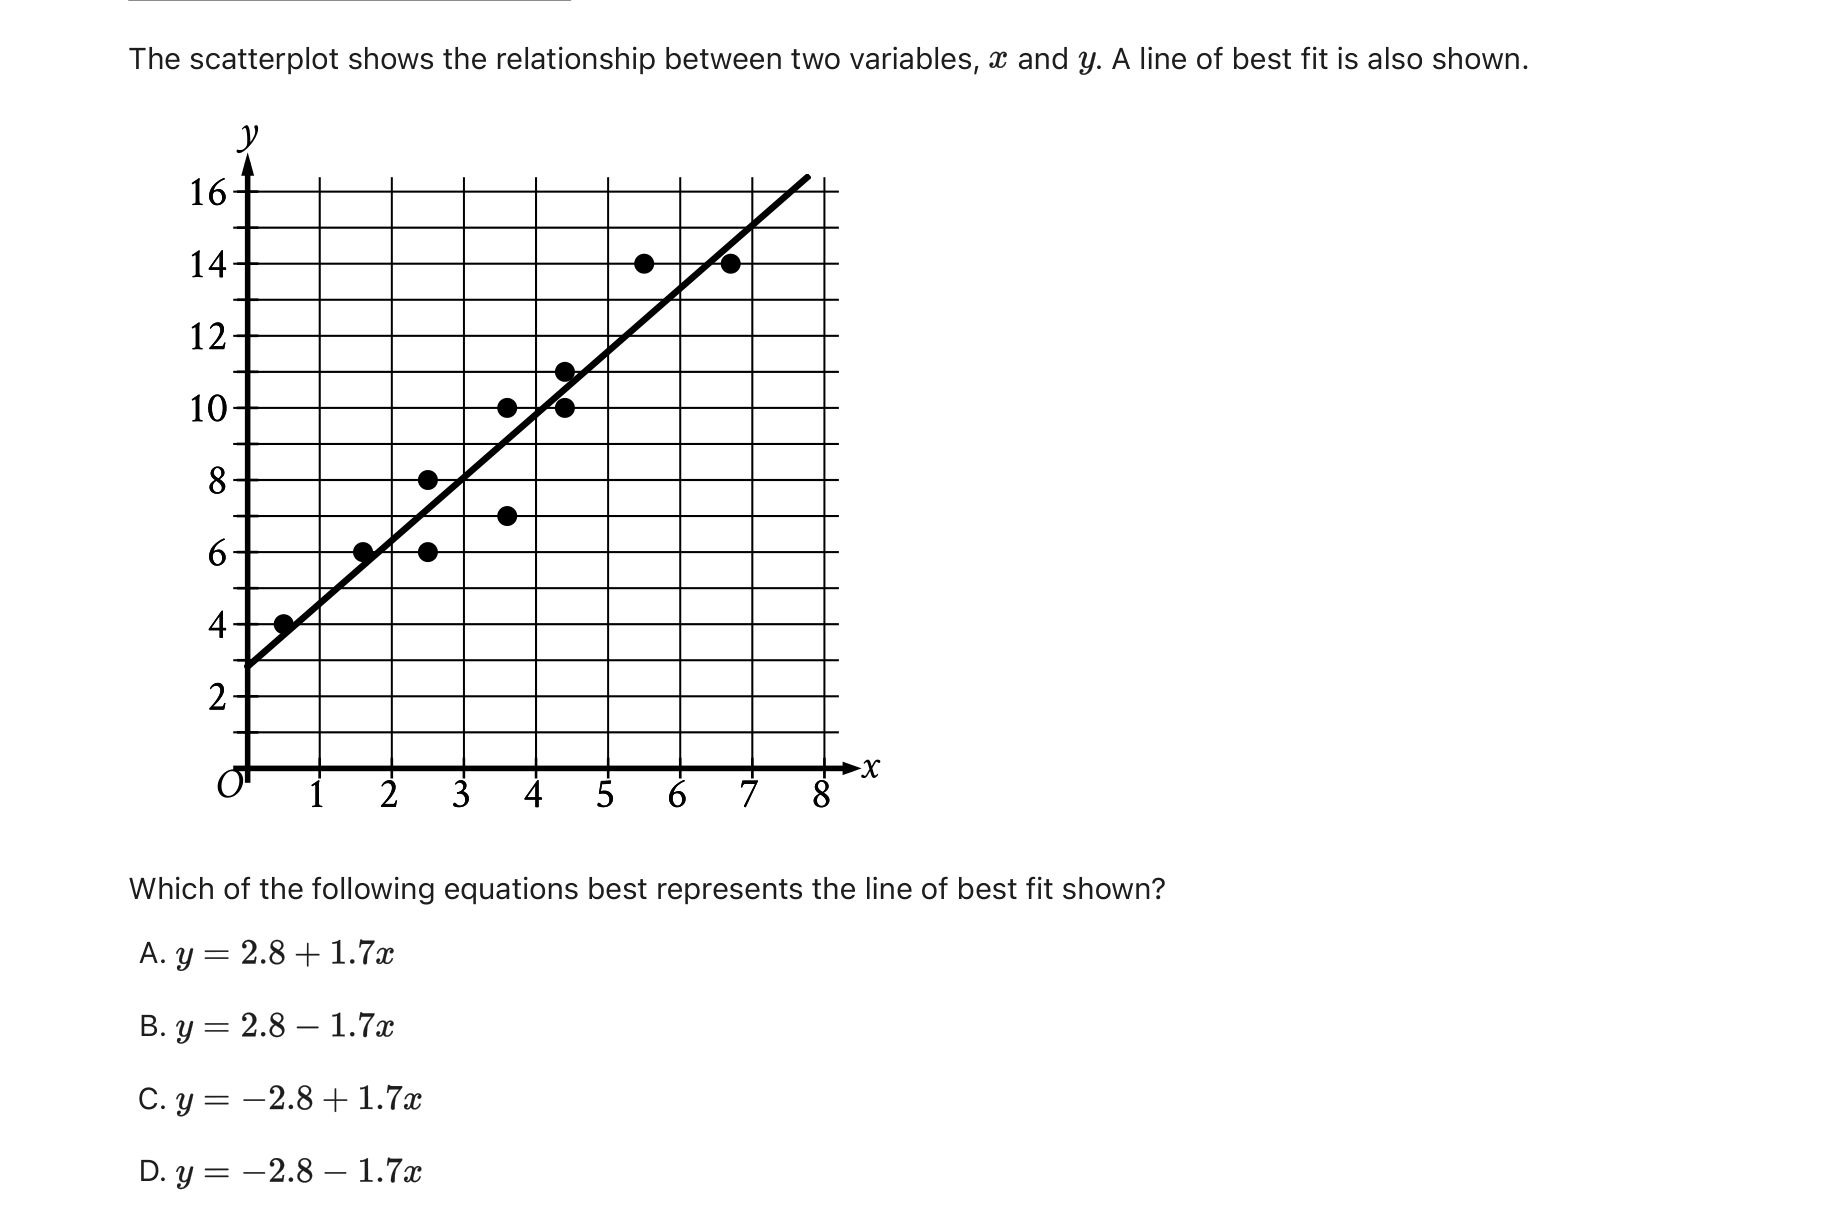 The scatterplot shows the relationship between two variables, x and y. A line of best fit is also shown.
y
16
14
12
10
8
6
4
2
O
1 2 3 4 5 6 7 8
x
Which of the following equations best represents the line of best fit shown?
A. y = 2.8 + 1.7x
B. y = 2.8 − 1.7x
C. y = −2.8 + 1.7x
D. y = −2.8 − 1.7x